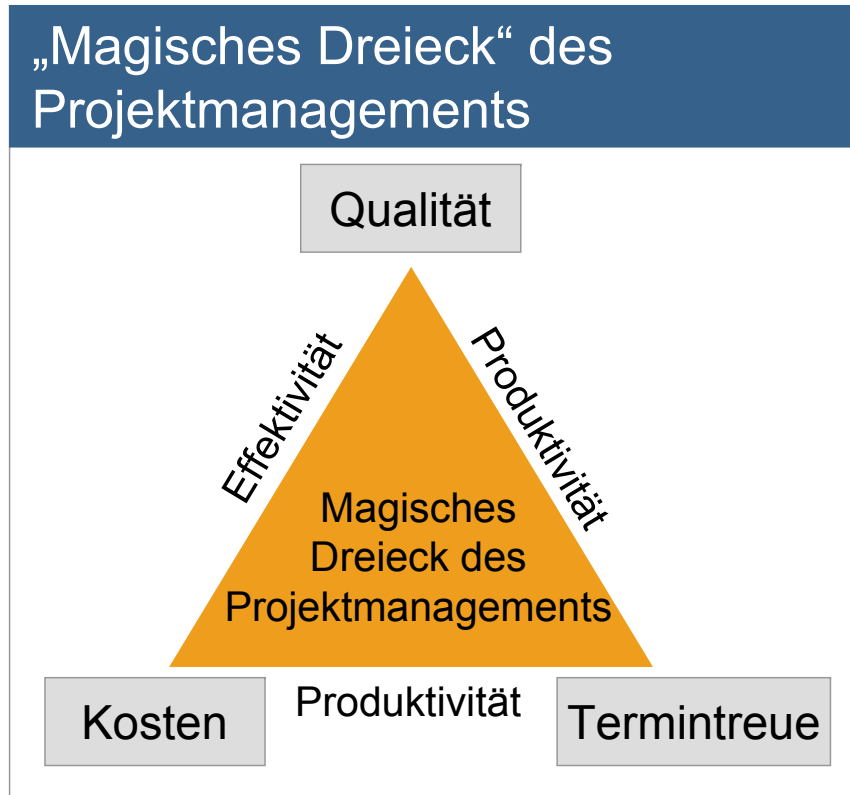 „Magisches Dreieck“ des
Projektmanagements
Qualität
Effektivität
Produktivität
Magisches
Dreieck des
Projektmanagements
Kosten
Produktivität
Termintreue